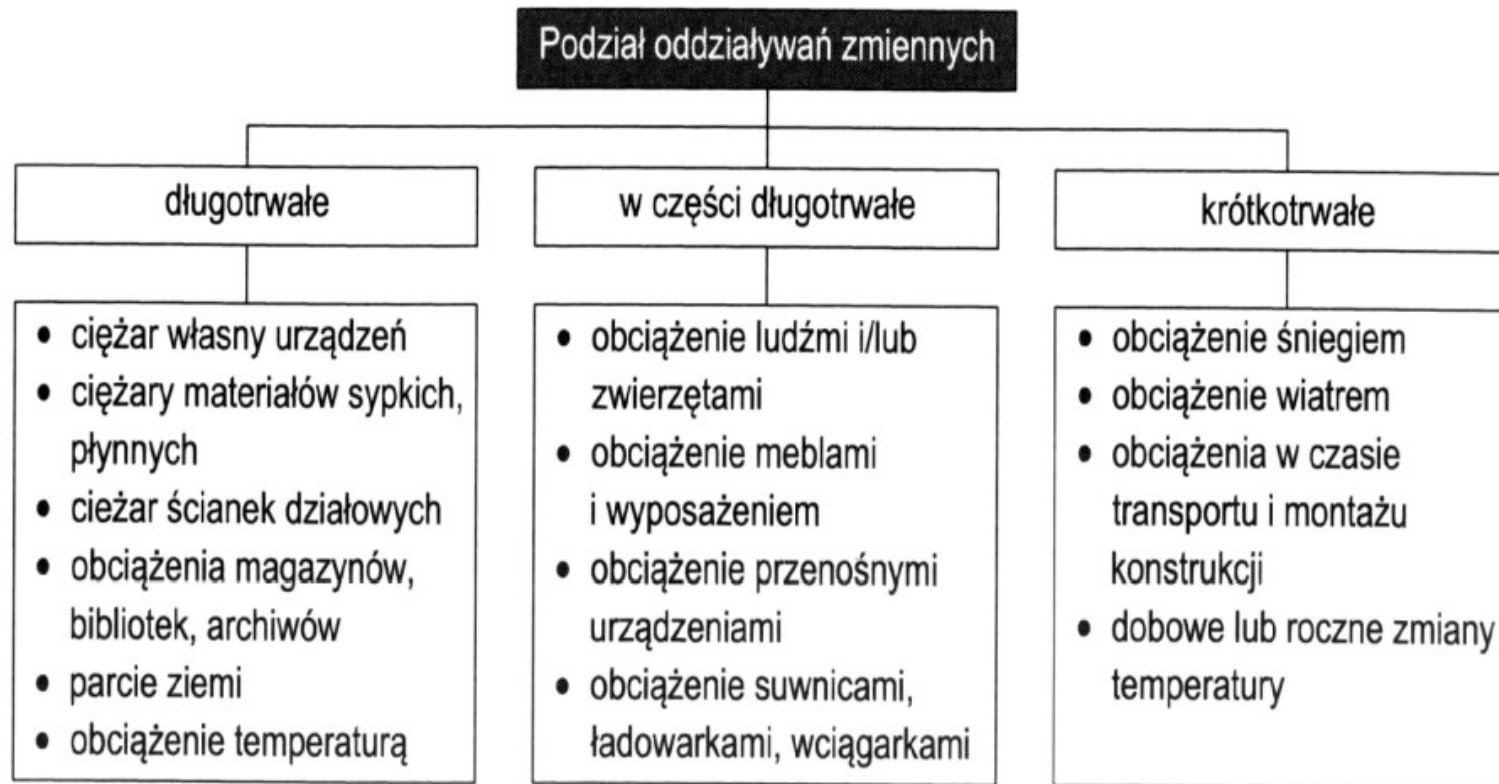 Podział oddziaływań zmiennych
długotrwałe
• ciężar własny urządzeń
• ciężary materiałów sypkich,
płynnych
• cieżar ścianek działowych
• obciążenia magazynów,
bibliotek, archiwów
• parcie ziemi
• obciążenie temperaturą
w części długotrwałe
• obciążenie ludźmi i/lub
zwierzętami
• obciążenie meblami
i wyposażeniem
• obciążenie przenośnymi
urządzeniami
• obciążenie suwnicami,
ładowarkami, wciągarkami
krótkotrwałe
• obciążenie śniegiem
• obciążenie wiatrem
• obciążenia w czasie
transportu i montażu
konstrukcji
• dobowe lub roczne zmiany
temperatury